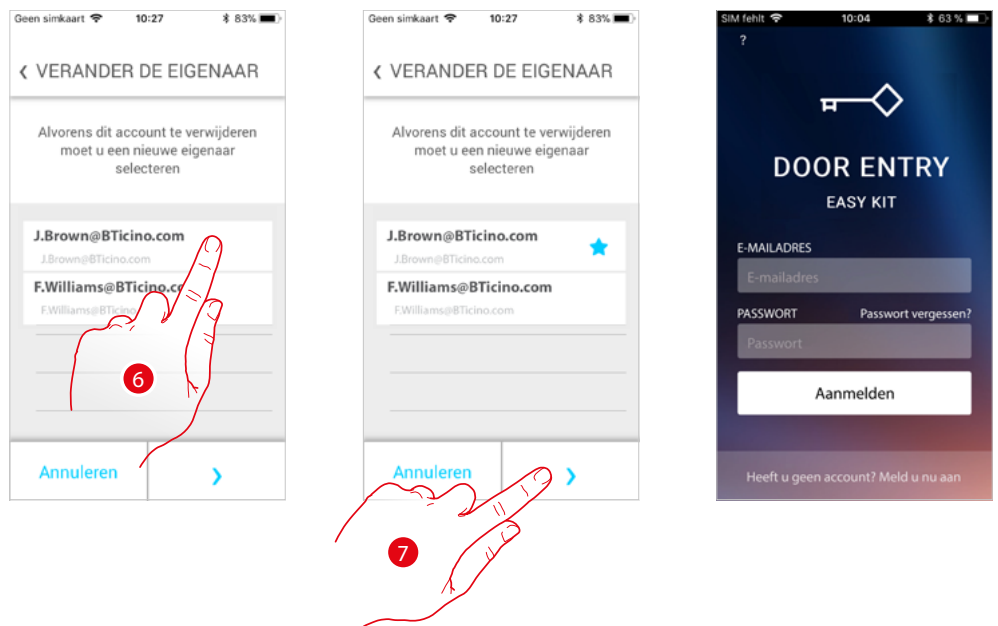 Geen simkaart 10:27 83%
VERANDER DE EIGENAAR
Alvorens dit account te verwijderen
moet u een nieuwe eigenaar
selecteren
J.Brown@BTicino.com
J.Brown@BTicino.com
F.Williams@BTicino.c
F.Williams@BTicino
6
Annuleren
Geen simkaart 10:27 83%
VERANDER DE EIGENAAR
Alvorens dit account te verwijderen
moet u een nieuwe eigenaar
selecteren
J.Brown@BTicino.com
J.Brown@BTicino.com
F.Williams@BTicino.com
F.Williams@BTicino.com
Annuleren
7
SIM fehlt 10:04 63 %
?
DOOR ENTRY
EASY KIT
E-MAILADRES
E-mailadres
PASSWORT Passwort vergessen?
Passwort
Aanmelden
Heeft u geen account? Meld u nu aan